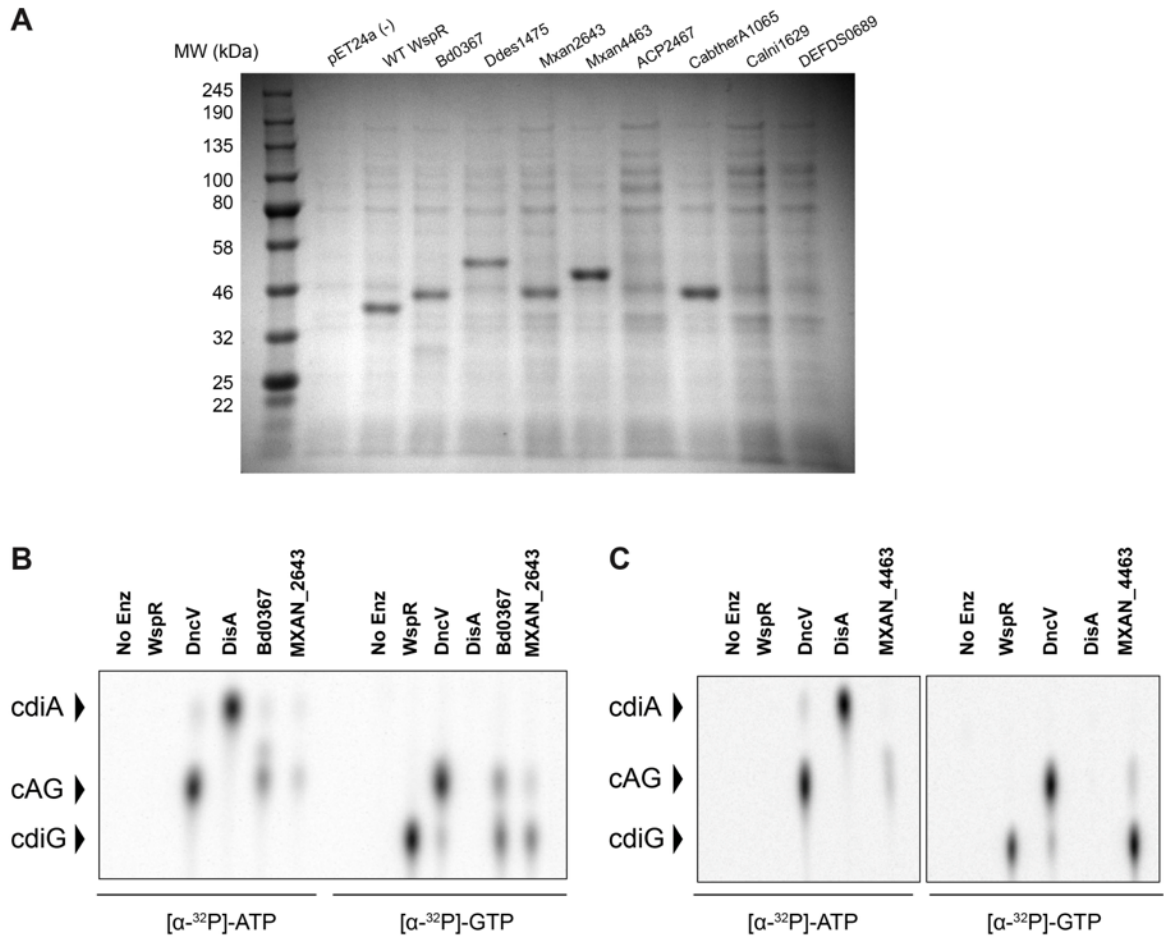 A
MW (kDa)
pET24a (-)
WT WspR
Bd0367
Ddes1475
Mxan2643
Mxan4463
ACP2467
CabtherA1065
Calni1629
DEFDS0689
245
190
135
100
80
58
46
32
25
22
B
No Enz
WspR
DncV
DisA
Bd0367
MXAN_2643
No Enz
WspR
DncV
DisA
Bd0367
MXAN_2643
cdiA
cAG
cdiG
[α-³²P]-ATP
[α-³²P]-GTP
C
No Enz
WspR
DncV
DisA
MXAN_4463
No Enz
WspR
DncV
DisA
MXAN_4463
cdiA
cAG
cdiG
[α-³²P]-ATP
[α-³²P]-GTP